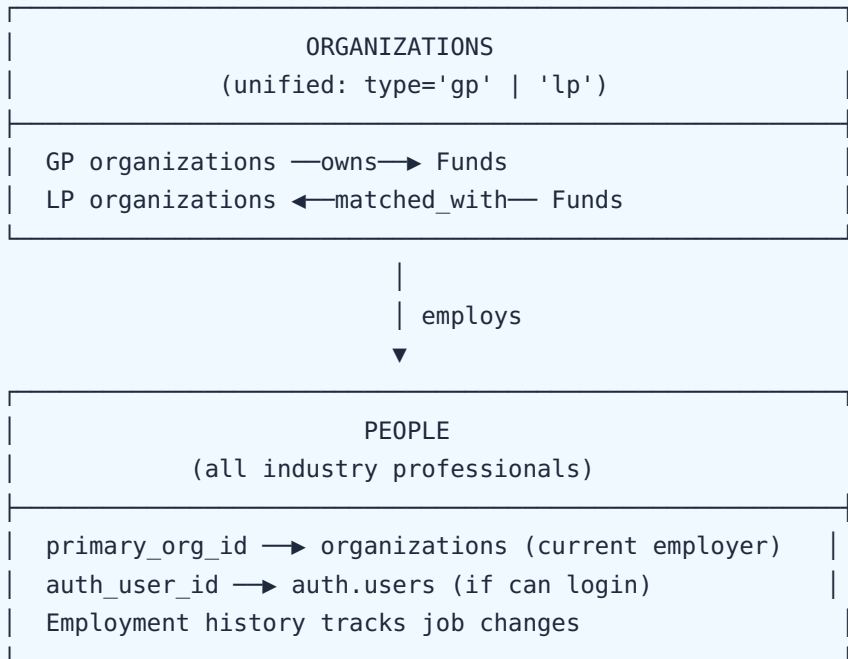 ORGANIZATIONS
(unified: type='gp' | 'lp')
GP organizations ──owns──▶ Funds
LP organizations ◀──matched_with── Funds
employs
▼
PEOPLE
(all industry professionals)
primary_org_id ──▶ organizations (current employer)
auth_user_id ──▶ auth.users (if can login)
Employment history tracks job changes